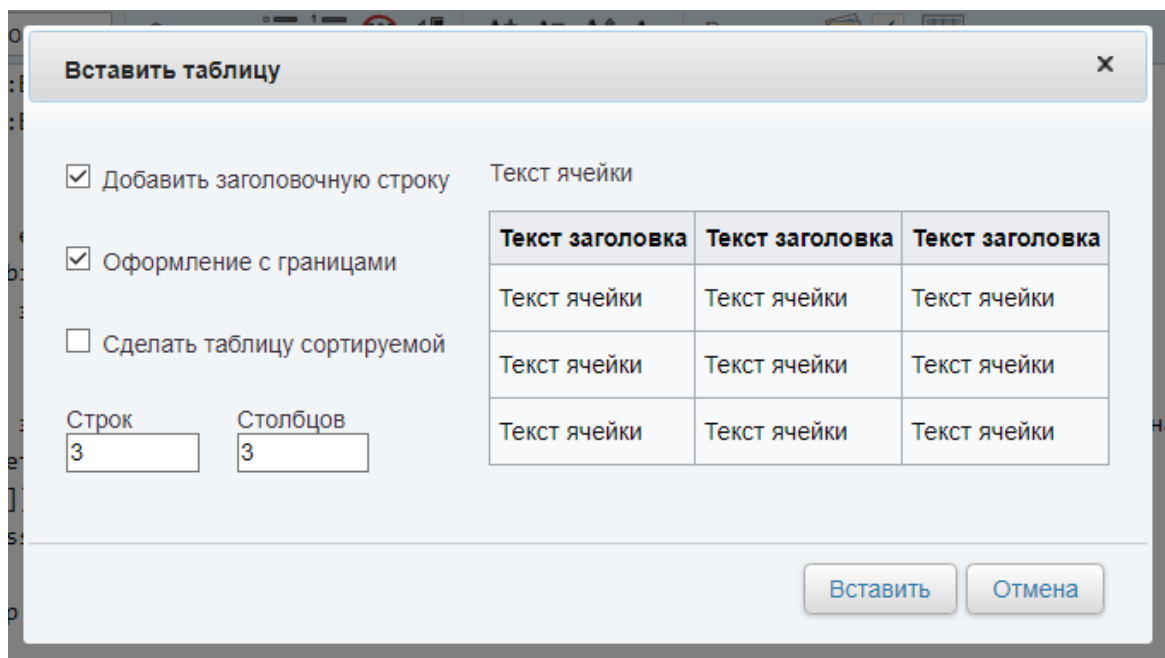 Вставить таблицу
Добавить заголовочную строку
Оформление с границами
Сделать таблицу сортируемой
Строк Столбцов
3 3
Текст ячейки
Текст заголовка Текст заголовка Текст заголовка
Текст ячейки Текст ячейки Текст ячейки
Текст ячейки Текст ячейки Текст ячейки
Текст ячейки Текст ячейки Текст ячейки
Вставить Отмена